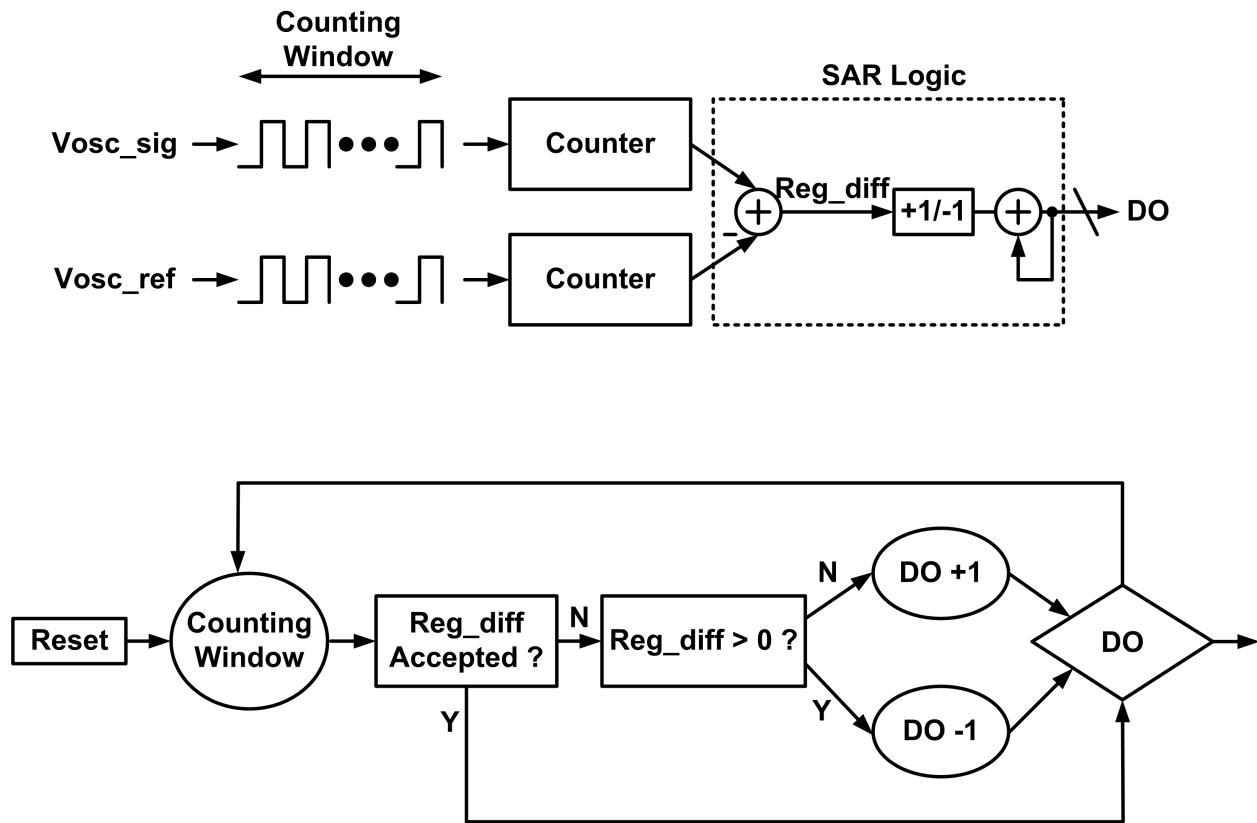 Counting
Window
SAR Logic
Vosc_sig
Counter
Reg_diff
+1/-1
DO
–
Vosc_ref
Counter
N
DO +1
Reset
Counting
Window
Reg_diff
Accepted ?
N
Reg_diff > 0 ?
DO
Y
Y
DO -1